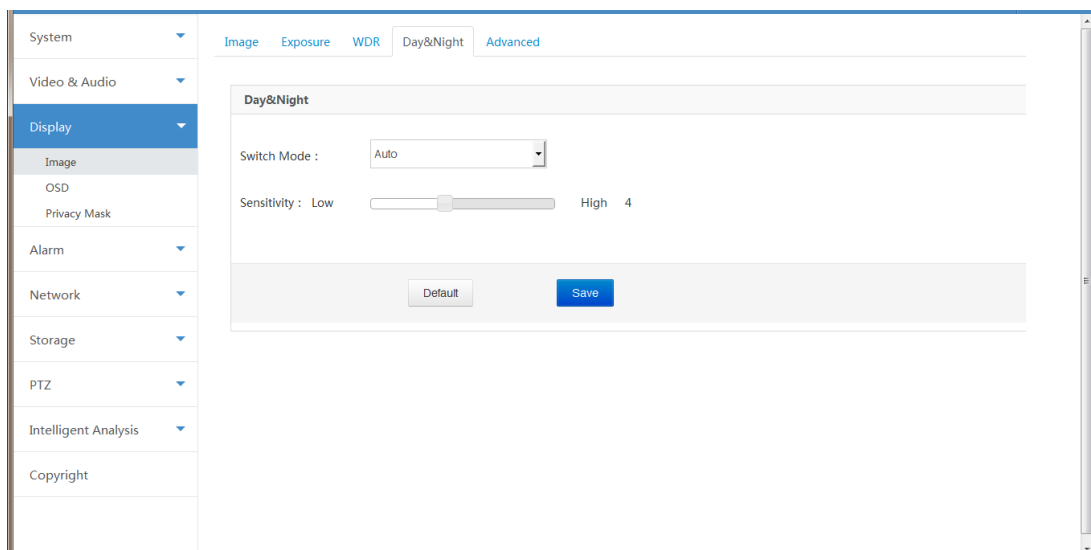 System
Video & Audio
Display
Image
OSD
Privacy Mask
Alarm
Network
Storage
PTZ
Intelligent Analysis
Copyright
Image Exposure WDR Day&Night Advanced
Day&Night
Switch Mode : Auto
Sensitivity : Low High 4
Default Save